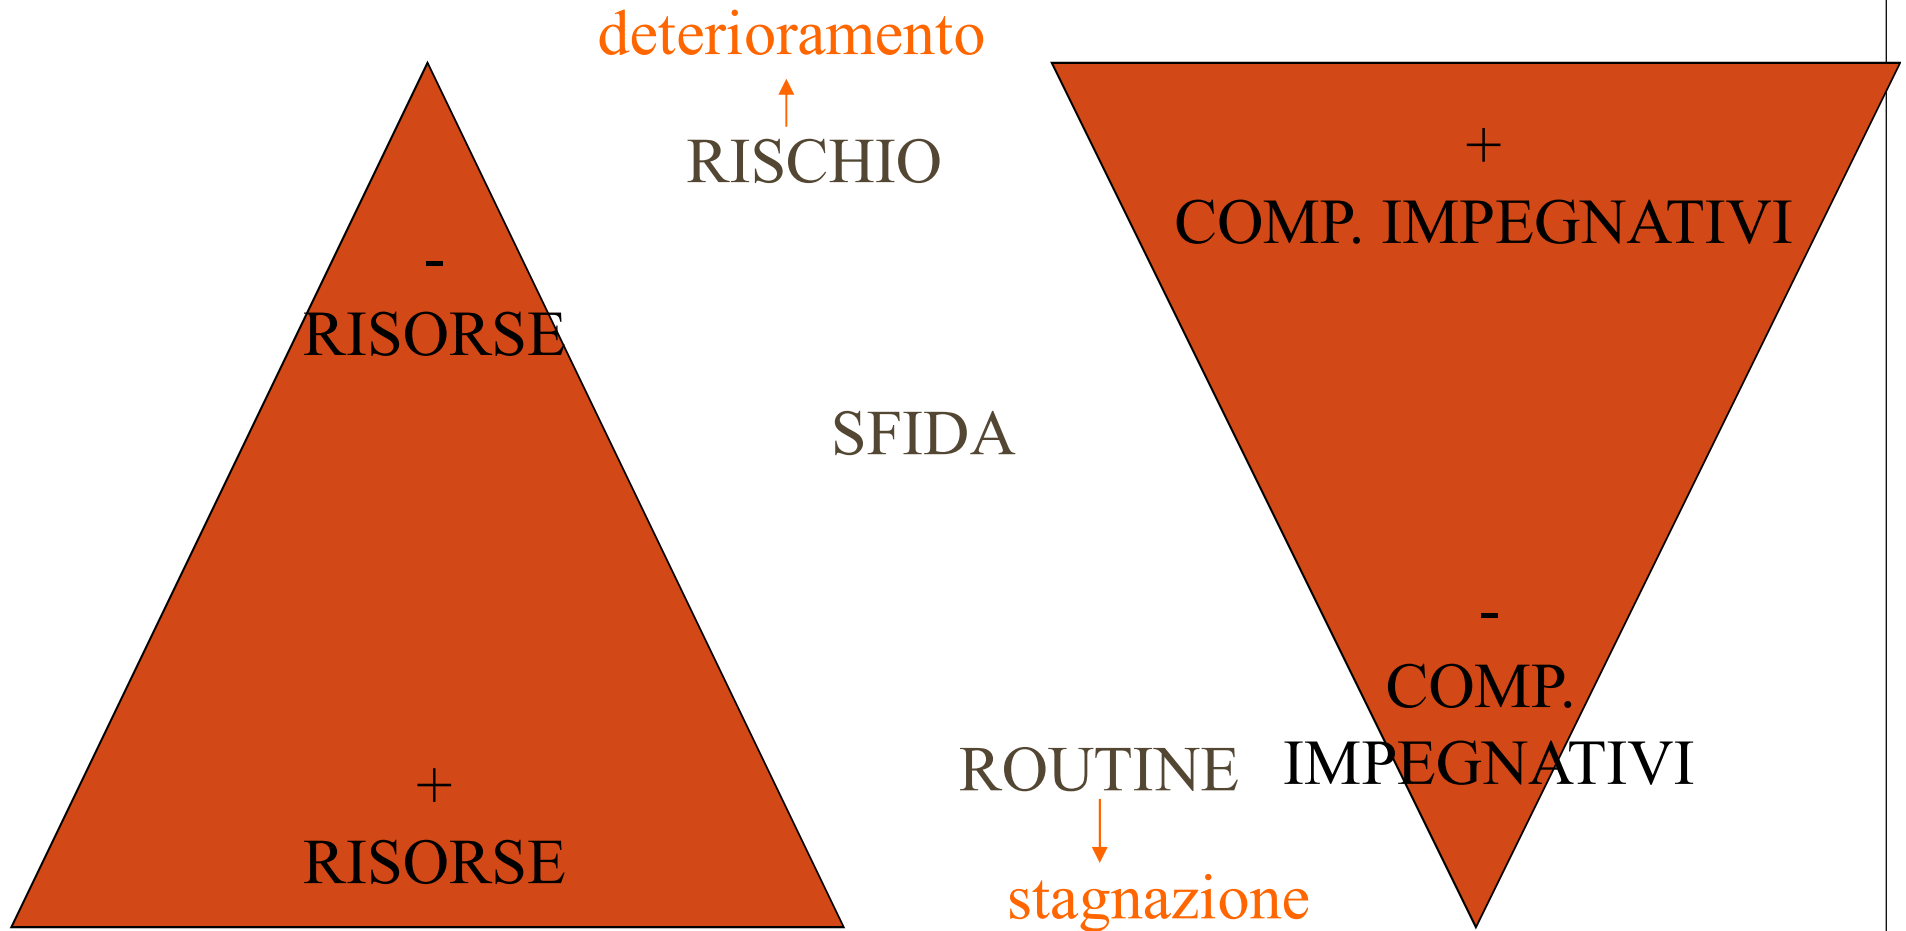 deterioramento
RISCHIO
-
RISORSE
+
RISORSE
SFIDA
+
COMP. IMPEGNATIVI
-
COMP.
IMPEGNATIVI
ROUTINE
stagnazione